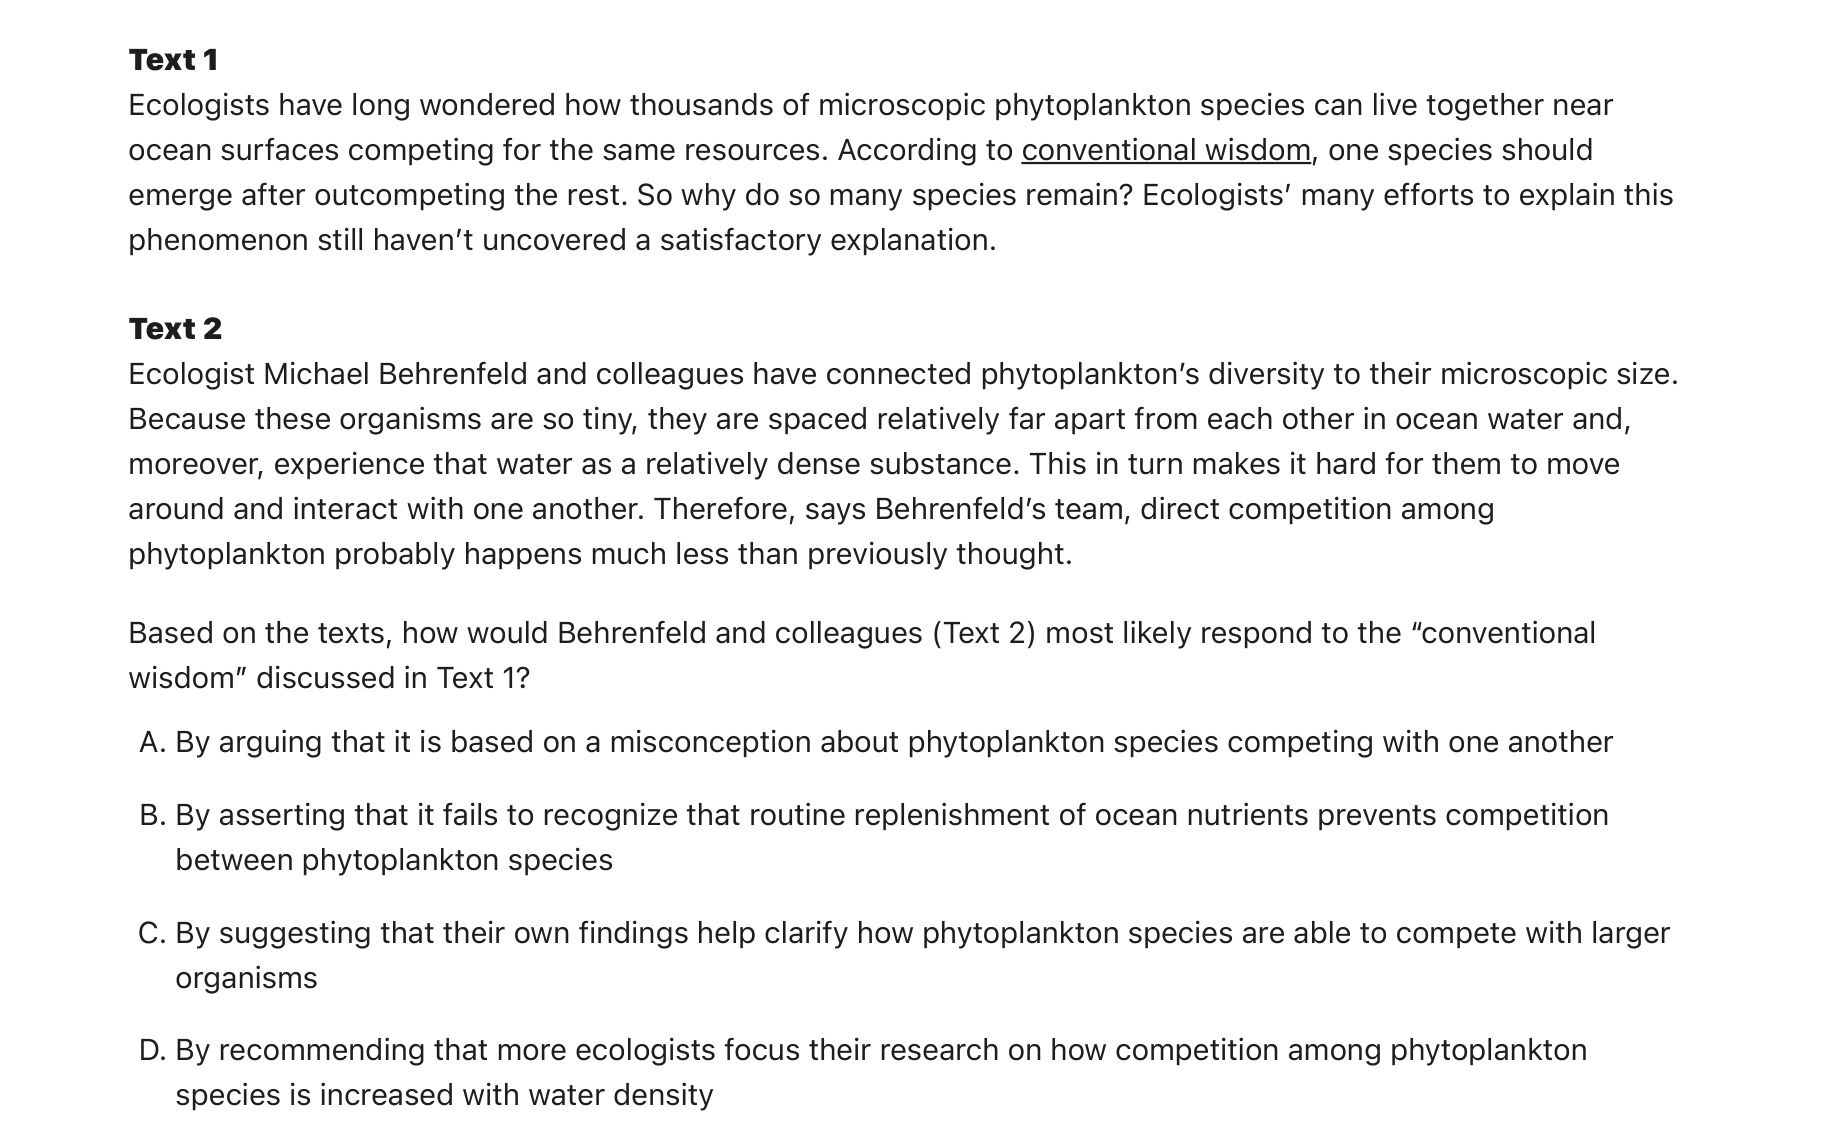 Text 1
Ecologists have long wondered how thousands of microscopic phytoplankton species can live together near
ocean surfaces competing for the same resources. According to conventional wisdom, one species should
emerge after outcompeting the rest. So why do so many species remain? Ecologists’ many efforts to explain this
phenomenon still haven’t uncovered a satisfactory explanation.
Text 2
Ecologist Michael Behrenfeld and colleagues have connected phytoplankton’s diversity to their microscopic size.
Because these organisms are so tiny, they are spaced relatively far apart from each other in ocean water and,
moreover, experience that water as a relatively dense substance. This in turn makes it hard for them to move
around and interact with one another. Therefore, says Behrenfeld’s team, direct competition among
phytoplankton probably happens much less than previously thought.
Based on the texts, how would Behrenfeld and colleagues (Text 2) most likely respond to the “conventional
wisdom” discussed in Text 1?
A. By arguing that it is based on a misconception about phytoplankton species competing with one another
B. By asserting that it fails to recognize that routine replenishment of ocean nutrients prevents competition
between phytoplankton species
C. By suggesting that their own findings help clarify how phytoplankton species are able to compete with larger
organisms
D. By recommending that more ecologists focus their research on how competition among phytoplankton
species is increased with water density